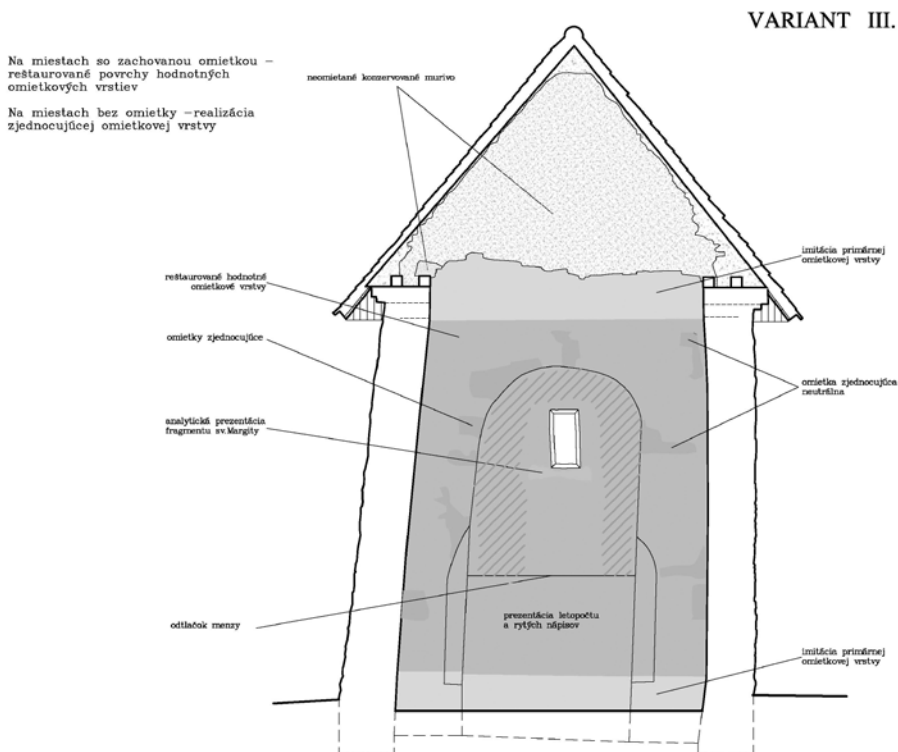 VARIANT III.
Na miestach so zachovanou omietkou –
reštaurované povrchy hodnotných
omietkových vrstiev
Na miestach bez omietky –realizácia
zjednocujúcej omietkovej vrstvy
neomietané konzervované murivo
imitácia primárnej
omietkovej vrstvy
reštaurované hodnotné
omietkové vrstvy
omietky zjednocujúce
omietka zjednocujúca
neutrálna
analytická prezentácia
fragmentu sv.Margity
odtlačok menzy
prezentácia letopočtu
a rytých nápisov
imitácia primárnej
omietkovej vrstvy